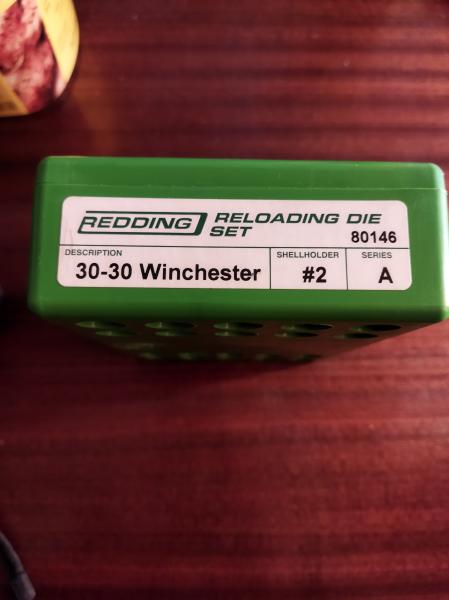 REDDING RELOADING DIE
SET 80146
DESCRIPTION SHELLHOLDER SERIES
30-30 Winchester #2 A